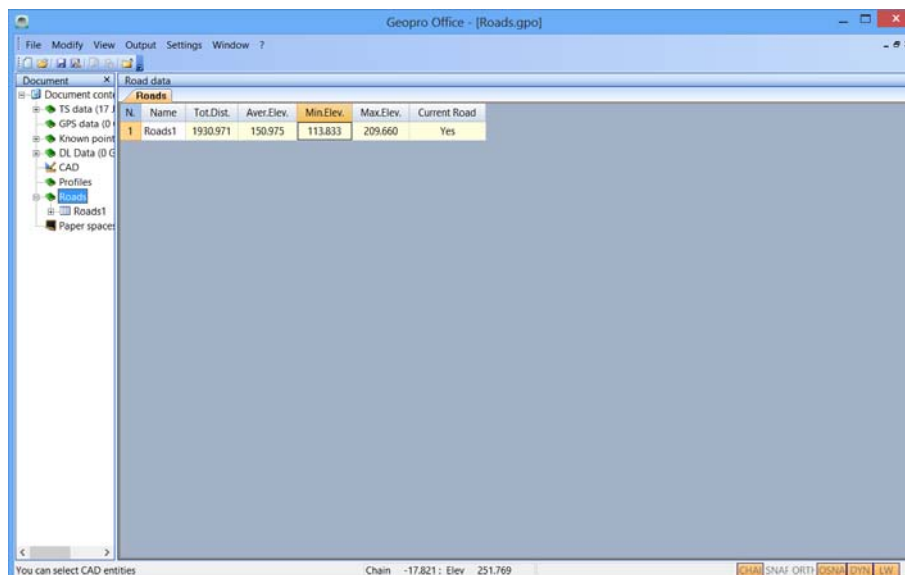 Geopro Office - [Roads.gpo]
File Modify View Output Settings Window ?
Document
Road data
Document conte
Roads
TS data (17 J
GPS data (0
Known point
DL Data (0 G
CAD
Profiles
Roads
Roads1
Paper spaces
N. Name Tot.Dist. Aver.Elev. Min.Elev. Max.Elev. Current Road
1 Roads1 1930.971 150.975 113.833 209.660 Yes
You can select CAD entities
Chain -17.821 : Elev 251.769
CHAI SNAF ORTH OSNA DYN LW